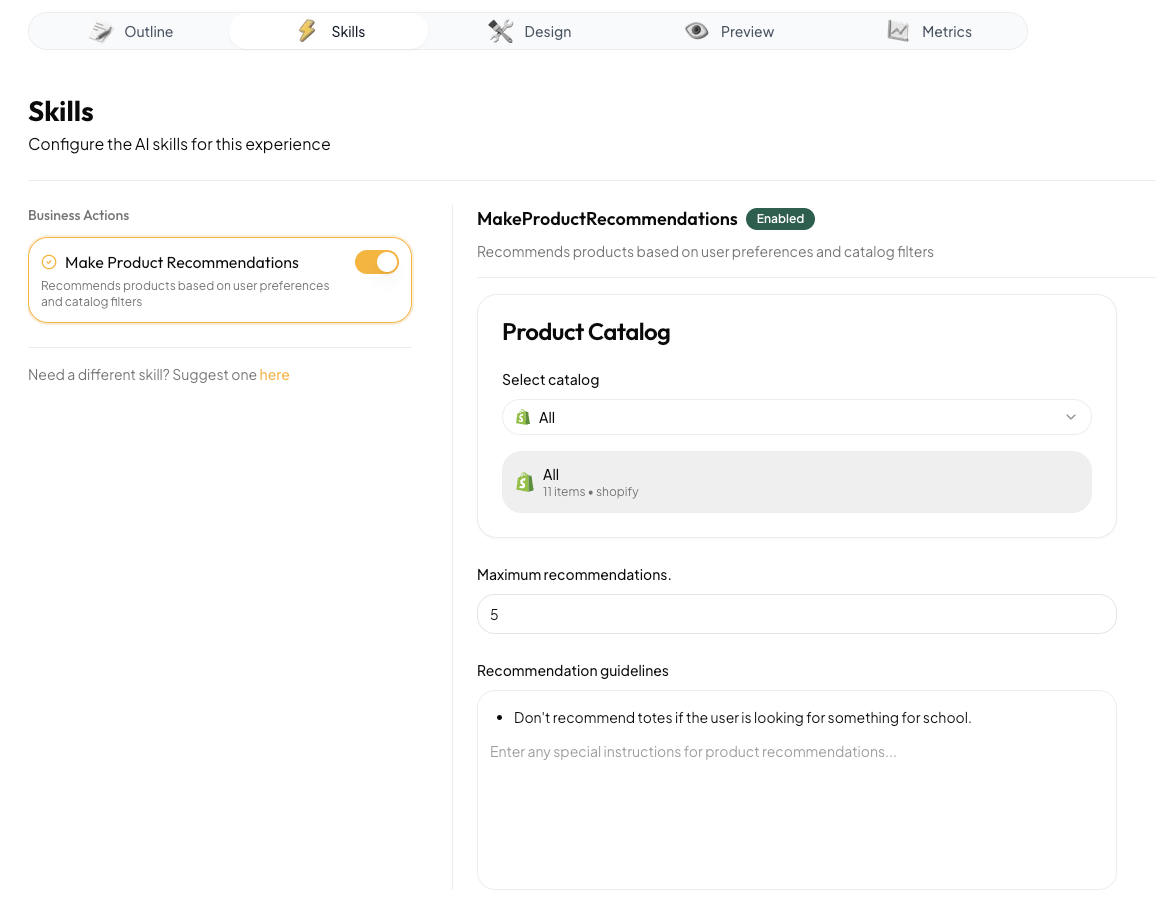 Outline
Skills
Design
Preview
Metrics
Skills
Configure the AI skills for this experience
Business Actions
Make Product Recommendations
Recommends products based on user preferences
and catalog filters
Need a different skill? Suggest one here
MakeProductRecommendations
Enabled
Recommends products based on user preferences and catalog filters
Product Catalog
Select catalog
All
All
11 items • shopify
Maximum recommendations.
5
Recommendation guidelines
• Don't recommend totes if the user is looking for something for school.
Enter any special instructions for product recommendations...